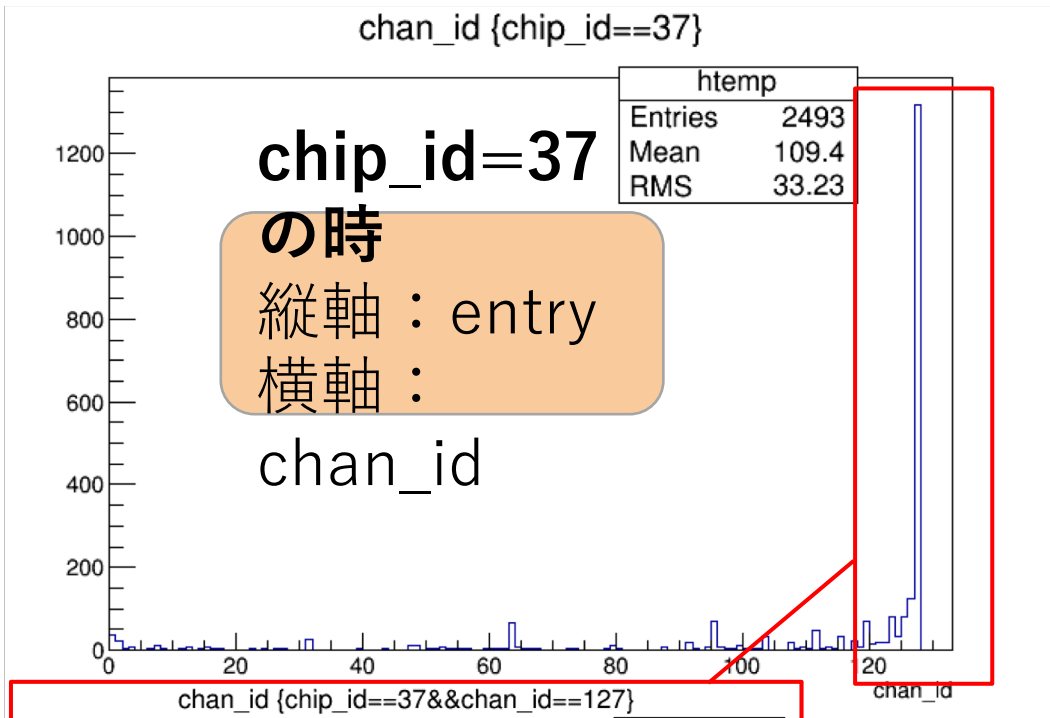 chan_id {chip_id==37}
htemp
Entries 2493
Mean 109.4
RMS 33.23
chip_id=37
の時
縦軸：entry
横軸：
chan_id
1200
1000
800
600
400
200
0
0 20 40 60 80 100 120
chan_id
chan_id {chip_id==37&&chan_id==127}